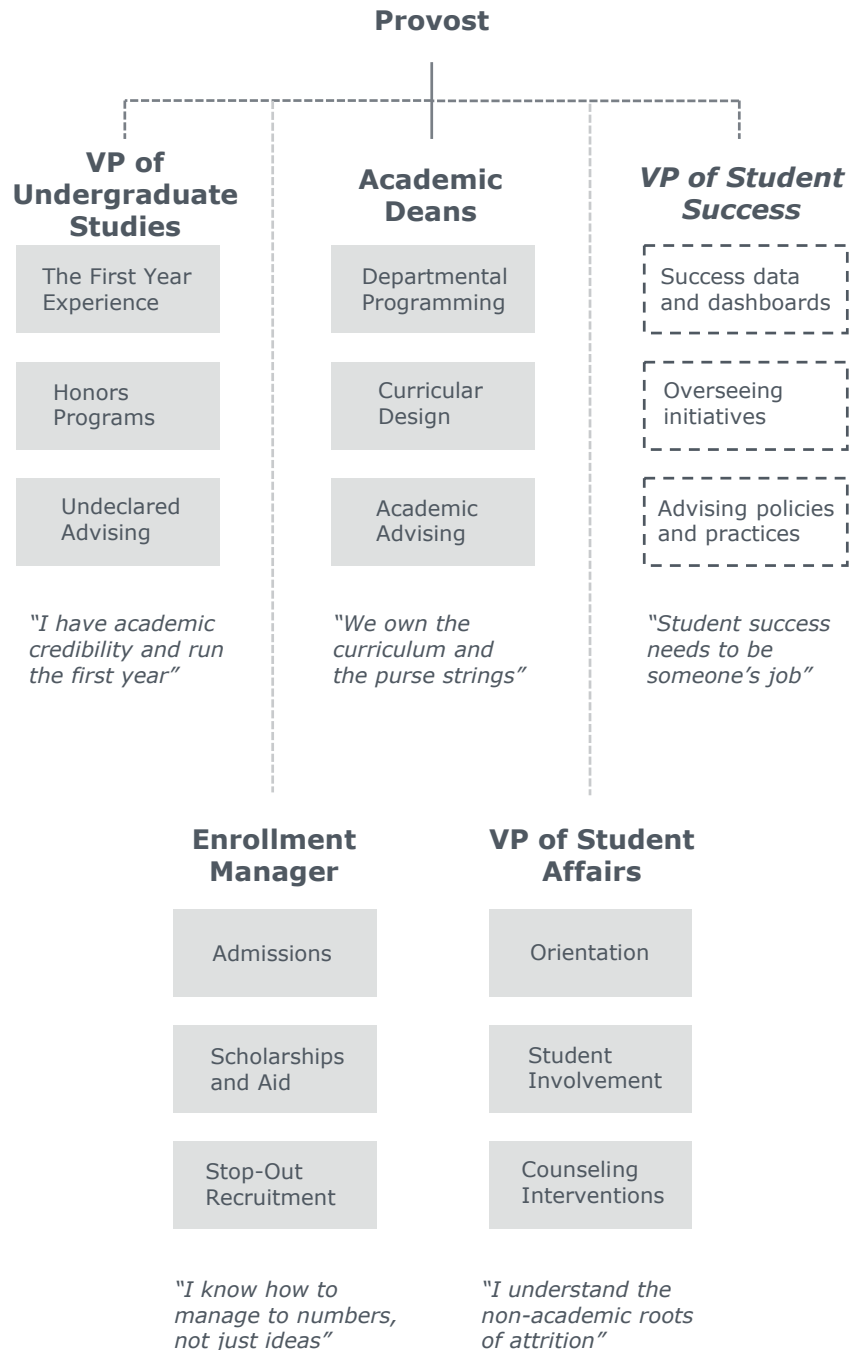 Provost
VP of
Undergraduate
Studies
The First Year
Experience
Honors
Programs
Undeclared
Advising
“I have academic
credibility and run
the first year”
Academic
Deans
Departmental
Programming
Curricular
Design
Academic
Advising
“We own the
curriculum and
the purse strings”
VP of Student
Success
Success data
and dashboards
Overseeing
initiatives
Advising policies
and practices
“Student success
needs to be
someone’s job”
Enrollment
Manager
Admissions
Scholarships
and Aid
Stop-Out
Recruitment
“I know how to
manage to numbers,
not just ideas”
VP of Student
Affairs
Orientation
Student
Involvement
Counseling
Interventions
“I understand the
non-academic roots
of attrition”